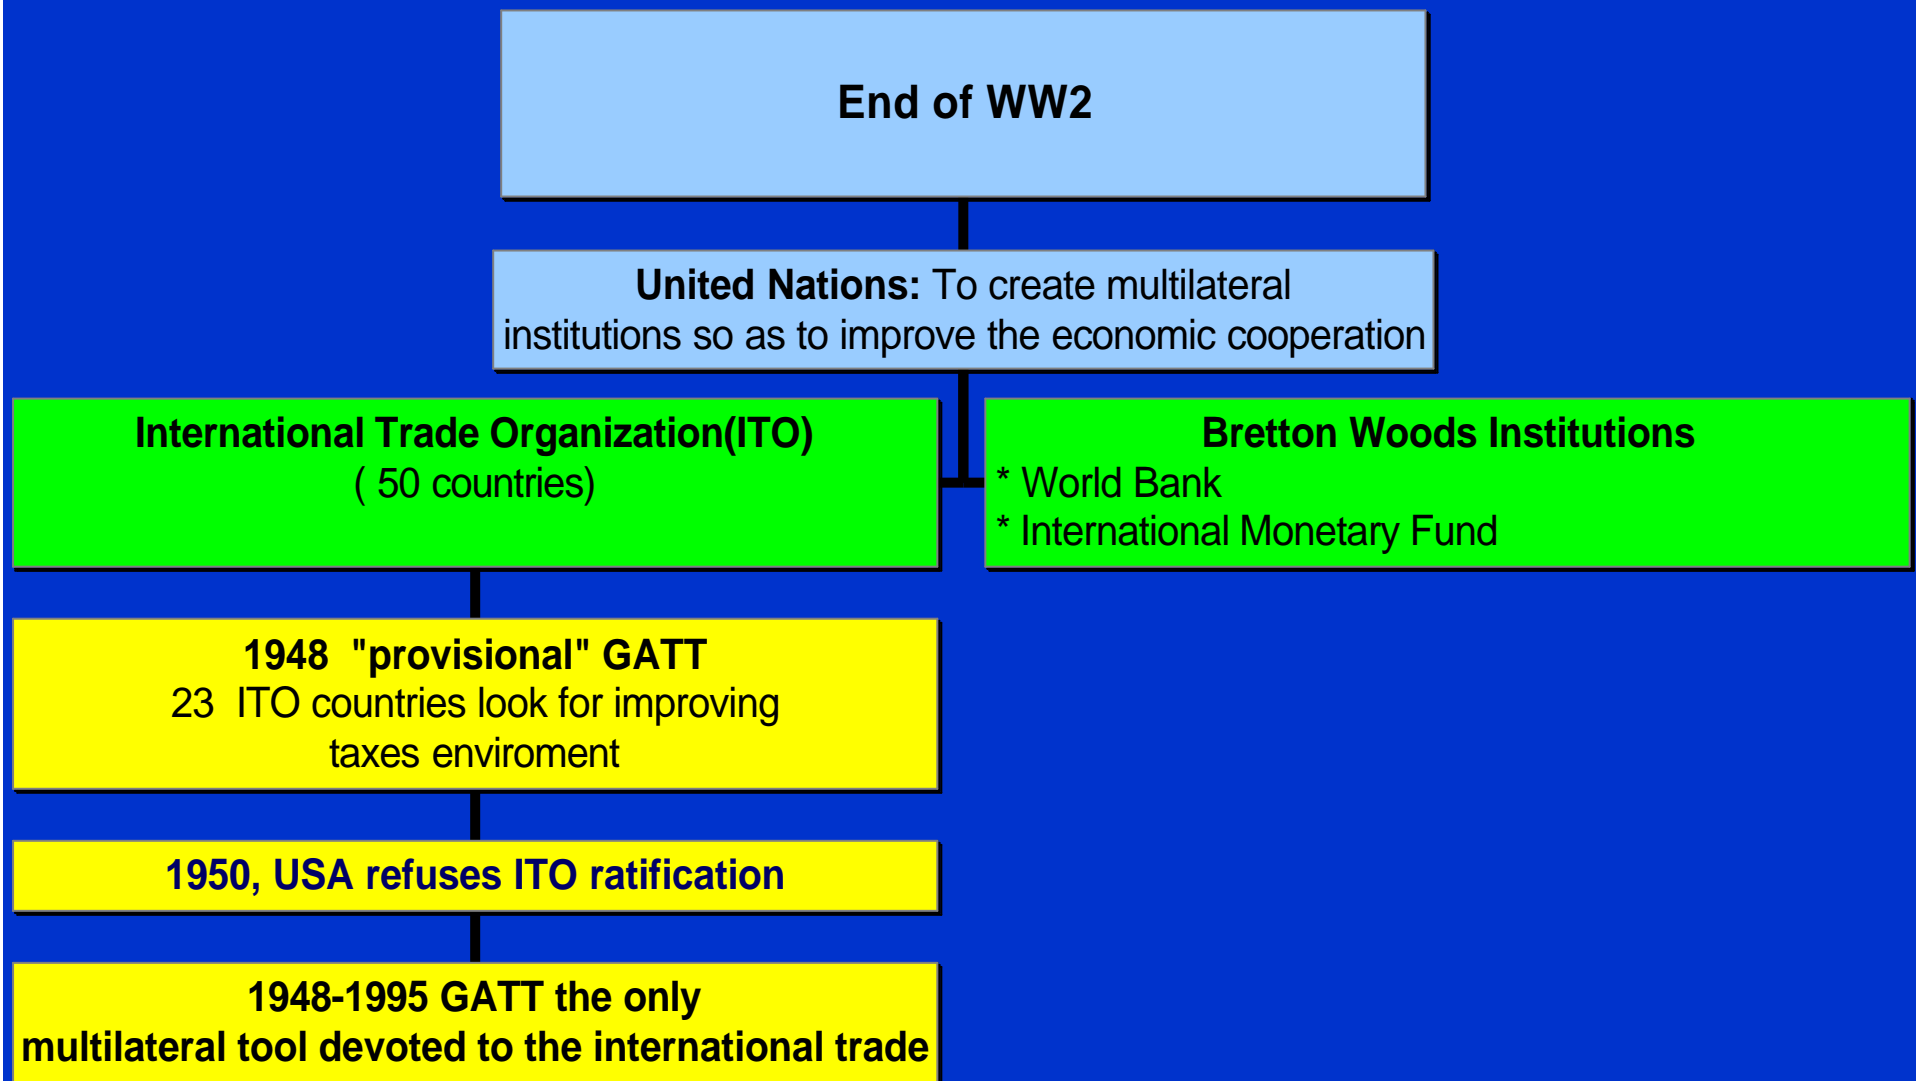 End of WW2
United Nations: To create multilateral
institutions so as to improve the economic cooperation
International Trade Organization(ITO)
( 50 countries)
Bretton Woods Institutions
* World Bank
* International Monetary Fund
1948 "provisional" GATT
23 ITO countries look for improving
taxes enviroment
1950, USA refuses ITO ratification
1948-1995 GATT the only
multilateral tool devoted to the international trade